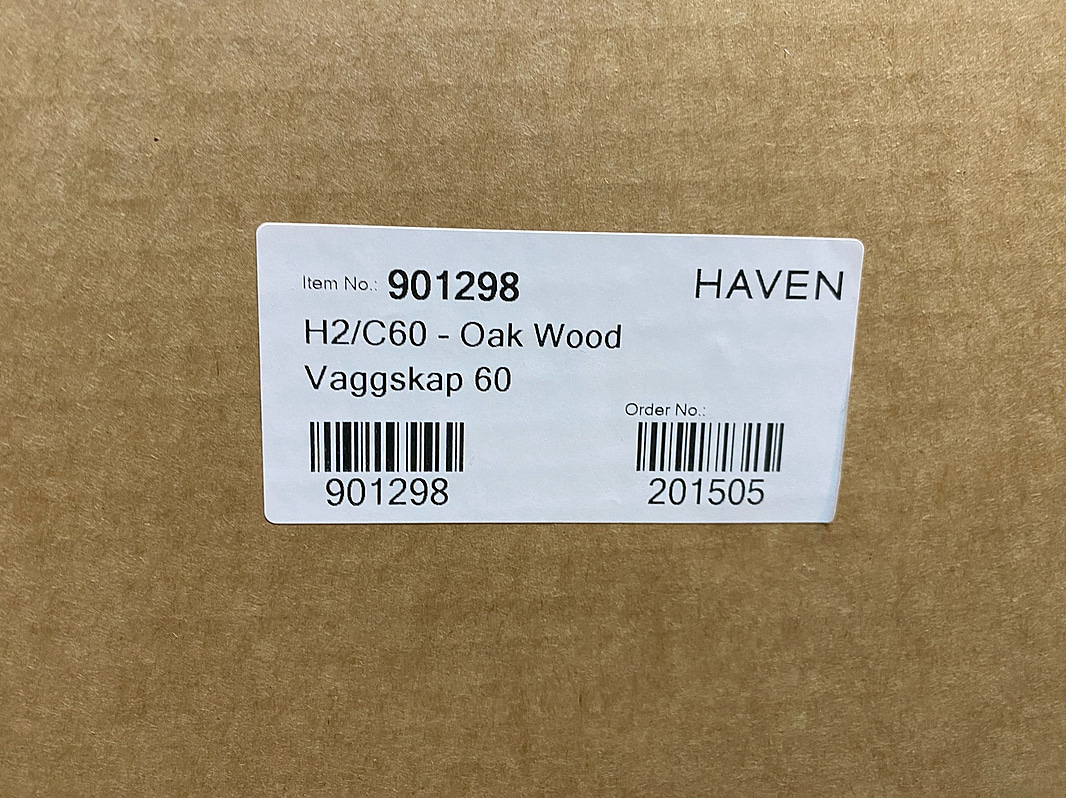 Item No.: 901298
HAVEN
H2/C60 - Oak Wood
Vaggskap 60
Order No.:
901298
201505